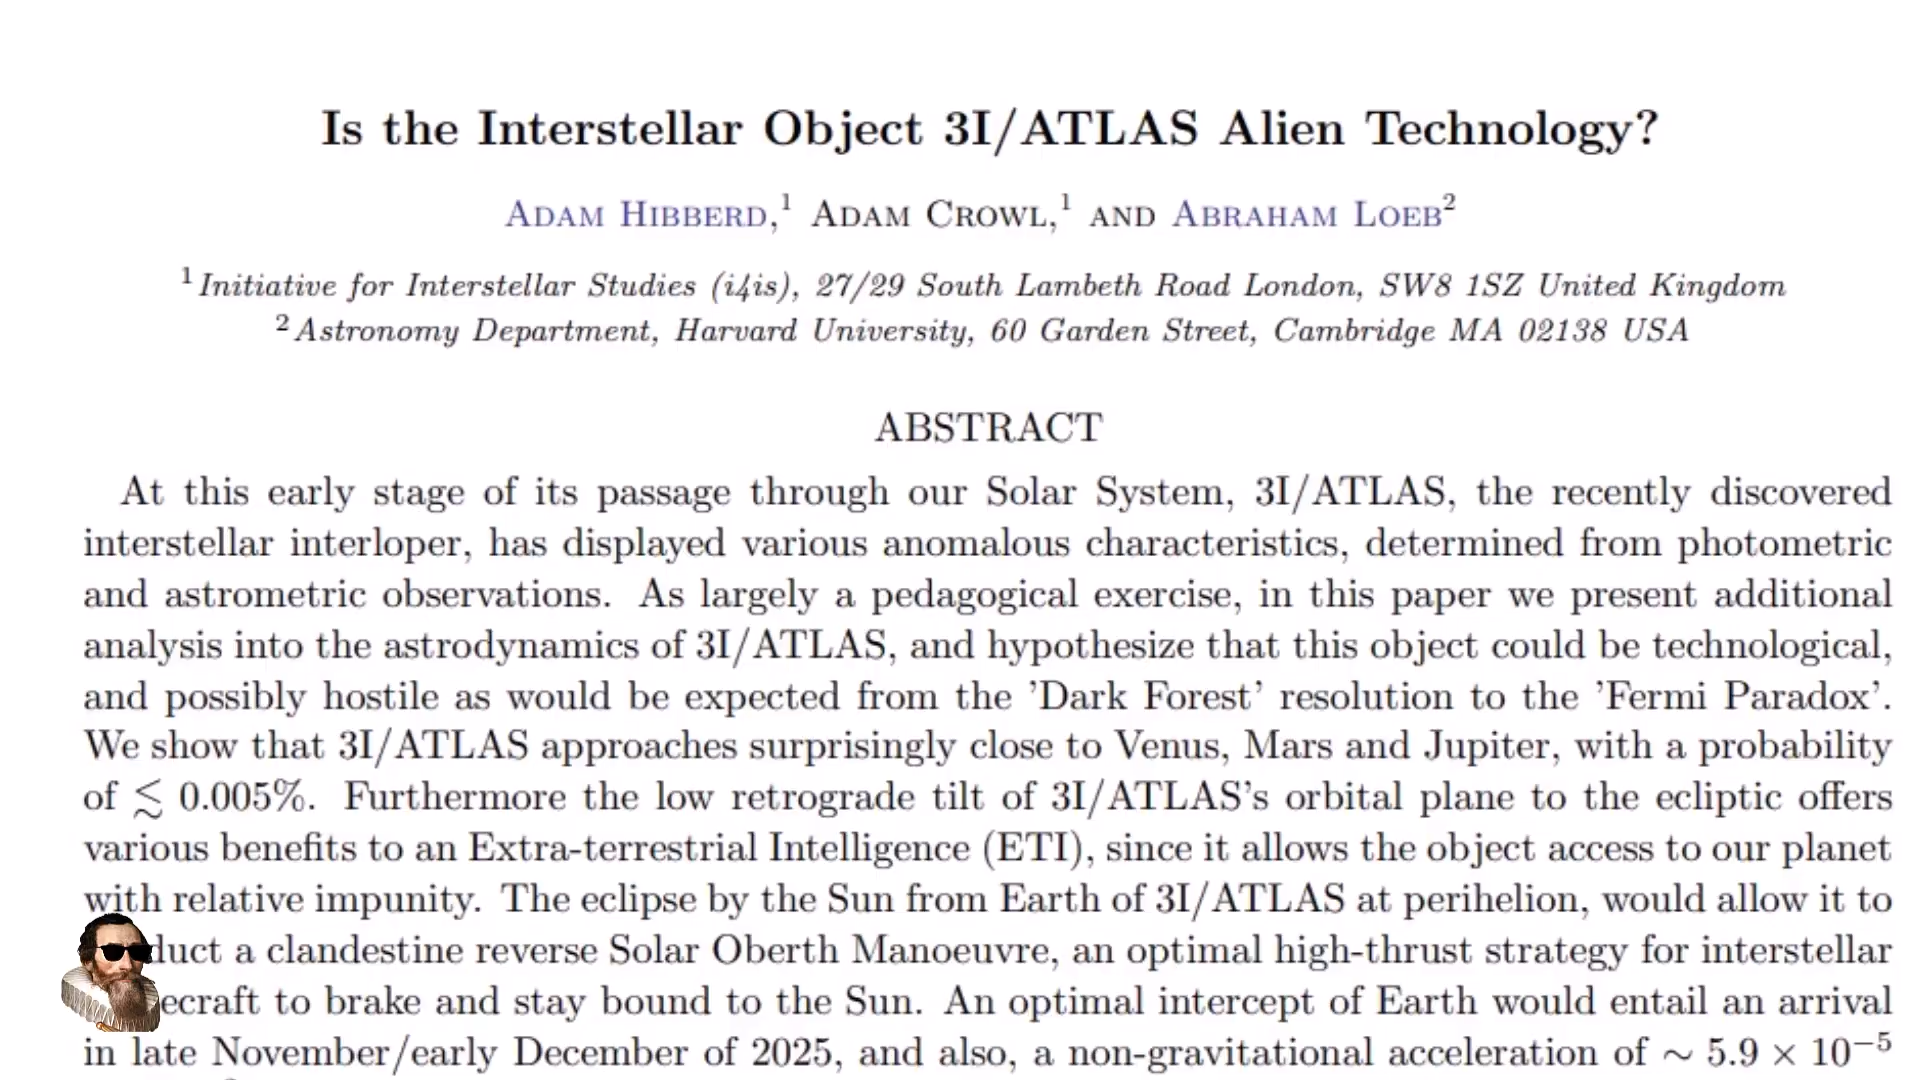 Is the Interstellar Object 3I/ATLAS Alien Technology?
ADAM HIBBERD,¹ ADAM CROWL,¹ AND ABRAHAM LOEB²
¹ Initiative for Interstellar Studies (i4is), 27/29 South Lambeth Road London, SW8 1SZ United Kingdom
² Astronomy Department, Harvard University, 60 Garden Street, Cambridge MA 02138 USA
ABSTRACT
At this early stage of its passage through our Solar System, 3I/ATLAS, the recently discovered
interstellar interloper, has displayed various anomalous characteristics, determined from photometric
and astrometric observations. As largely a pedagogical exercise, in this paper we present additional
analysis into the astrodynamics of 3I/ATLAS, and hypothesize that this object could be technological,
and possibly hostile as would be expected from the 'Dark Forest' resolution to the 'Fermi Paradox'.
We show that 3I/ATLAS approaches surprisingly close to Venus, Mars and Jupiter, with a probability
of ≲ 0.005%. Furthermore the low retrograde tilt of 3I/ATLAS's orbital plane to the ecliptic offers
various benefits to an Extra-terrestrial Intelligence (ETI), since it allows the object access to our planet
with relative impunity. The eclipse by the Sun from Earth of 3I/ATLAS at perihelion, would allow it to
duct a clandestine reverse Solar Oberth Manoeuvre, an optimal high-thrust strategy for interstellar
ecraft to brake and stay bound to the Sun. An optimal intercept of Earth would entail an arrival
in late November/early December of 2025, and also, a non-gravitational acceleration of ∼ 5.9 × 10⁻⁵